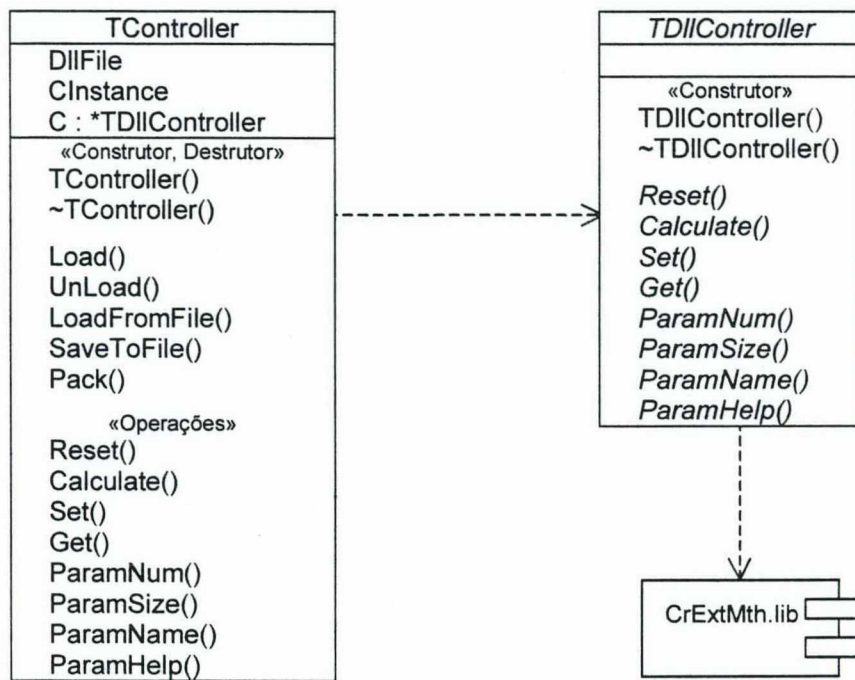 TController
DllFile
CInstance
C : *TDllController
«Construtor, Destrutor»
TController()
~TController()
Load()
UnLoad()
LoadFromFile()
SaveToFile()
Pack()
«Operações»
Reset()
Calculate()
Set()
Get()
ParamNum()
ParamSize()
ParamName()
ParamHelp()
TDllController
«Construtor»
TDllController()
~TDllController()
Reset()
Calculate()
Set()
Get()
ParamNum()
ParamSize()
ParamName()
ParamHelp()
CrExtMth.lib